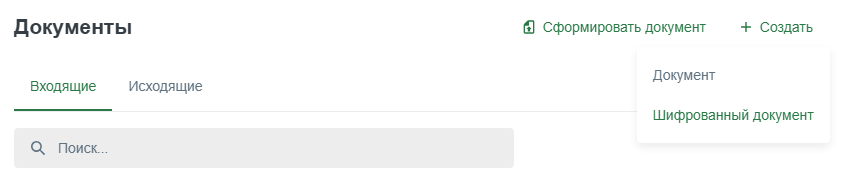 Документы
Сформировать документ
Создать
Документ
Шифрованный документ
Входящие
Исходящие
Поиск...